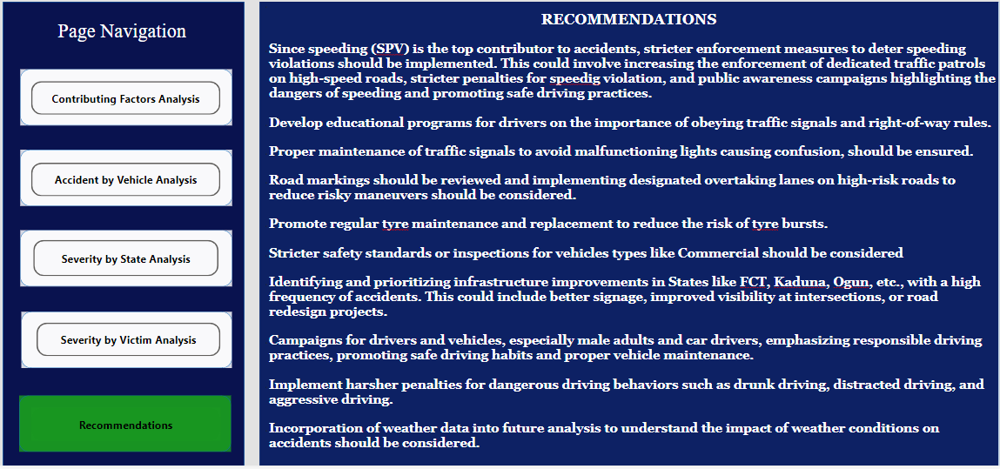 Page Navigation
Contributing Factors Analysis
Accident by Vehicle Analysis
Severity by State Analysis
Severity by Victim Analysis
Recommendations
RECOMMENDATIONS
Since speeding (SPV) is the top contributor to accidents, stricter enforcement measures to deter speeding
violations should be implemented. This could involve increasing the enforcement of dedicated traffic patrols
on high-speed roads, stricter penalties for speedig violation, and public awareness campaigns highlighting the
dangers of speeding and promoting safe driving practices.
Develop educational programs for drivers on the importance of obeying traffic signals and right-of-way rules.
Proper maintenance of traffic signals to avoid malfunctioning lights causing confusion, should be ensured.
Road markings should be reviewed and implementing designated overtaking lanes on high-risk roads to
reduce risky maneuvers should be considered.
Promote regular tyre maintenance and replacement to reduce the risk of tyre bursts.
Stricter safety standards or inspections for vehicles types like Commercial should be considered
Identifying and prioritizing infrastructure improvements in States like FCT, Kaduna, Ogun, etc., with a high
frequency of accidents. This could include better signage, improved visibility at intersections, or road
redesign projects.
Campaigns for drivers and vehicles, especially male adults and car drivers, emphasizing responsible driving
practices, promoting safe driving habits and proper vehicle maintenance.
Implement harsher penalties for dangerous driving behaviors such as drunk driving, distracted driving, and
aggressive driving.
Incorporation of weather data into future analysis to understand the impact of weather conditions on
accidents should be considered.